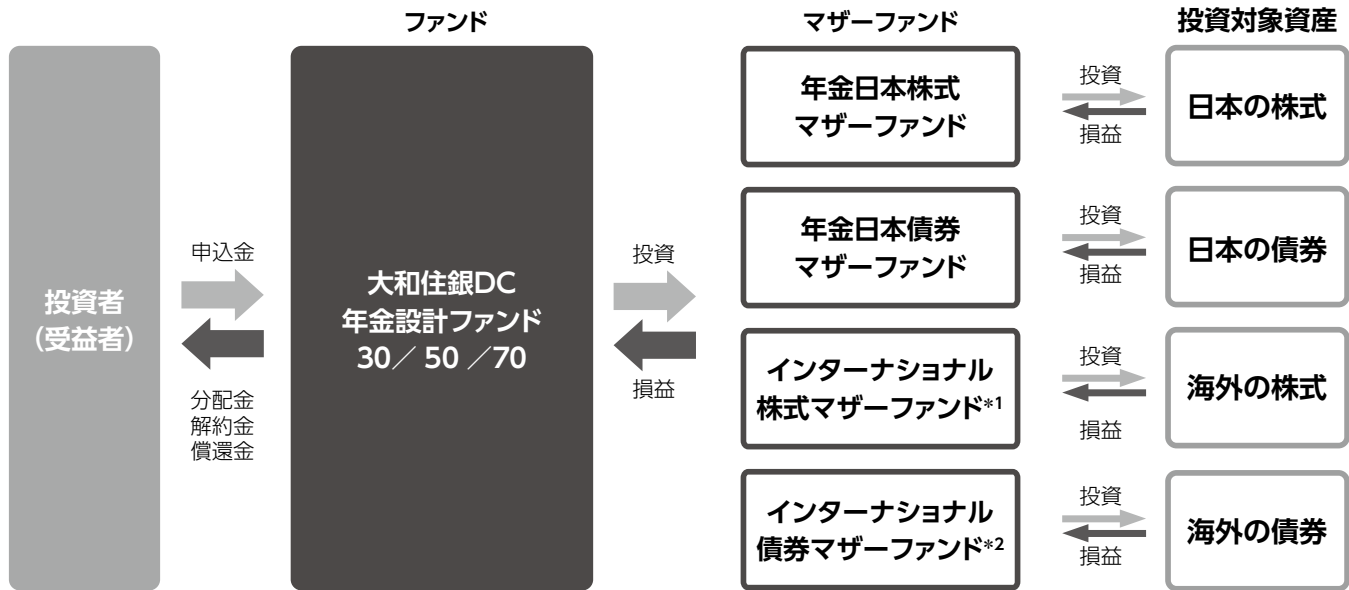 ファンド
マザーファンド
投資対象資産
投資者
(受益者)
申込金
分配金
解約金
償還金
大和住銀DC
年金設計ファンド
30／ 50 ／70
投資
損益
年金日本株式
マザーファンド
投資
損益
日本の株式
年金日本債券
マザーファンド
投資
損益
日本の債券
インターナショナル
株式マザーファンド*1
投資
損益
海外の株式
インターナショナル
債券マザーファンド*2
投資
損益
海外の債券